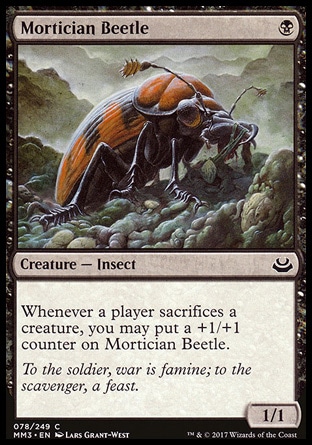 Mortician Beetle
Creature — Insect
Whenever a player sacrifices a
creature, you may put a +1/+1
counter on Mortician Beetle.
To the soldier, war is famine; to the
scavenger, a feast.
078/249 C
MM3 • EN Lars Grant-West
™ & © 2017 Wizards of the Coast
1/1